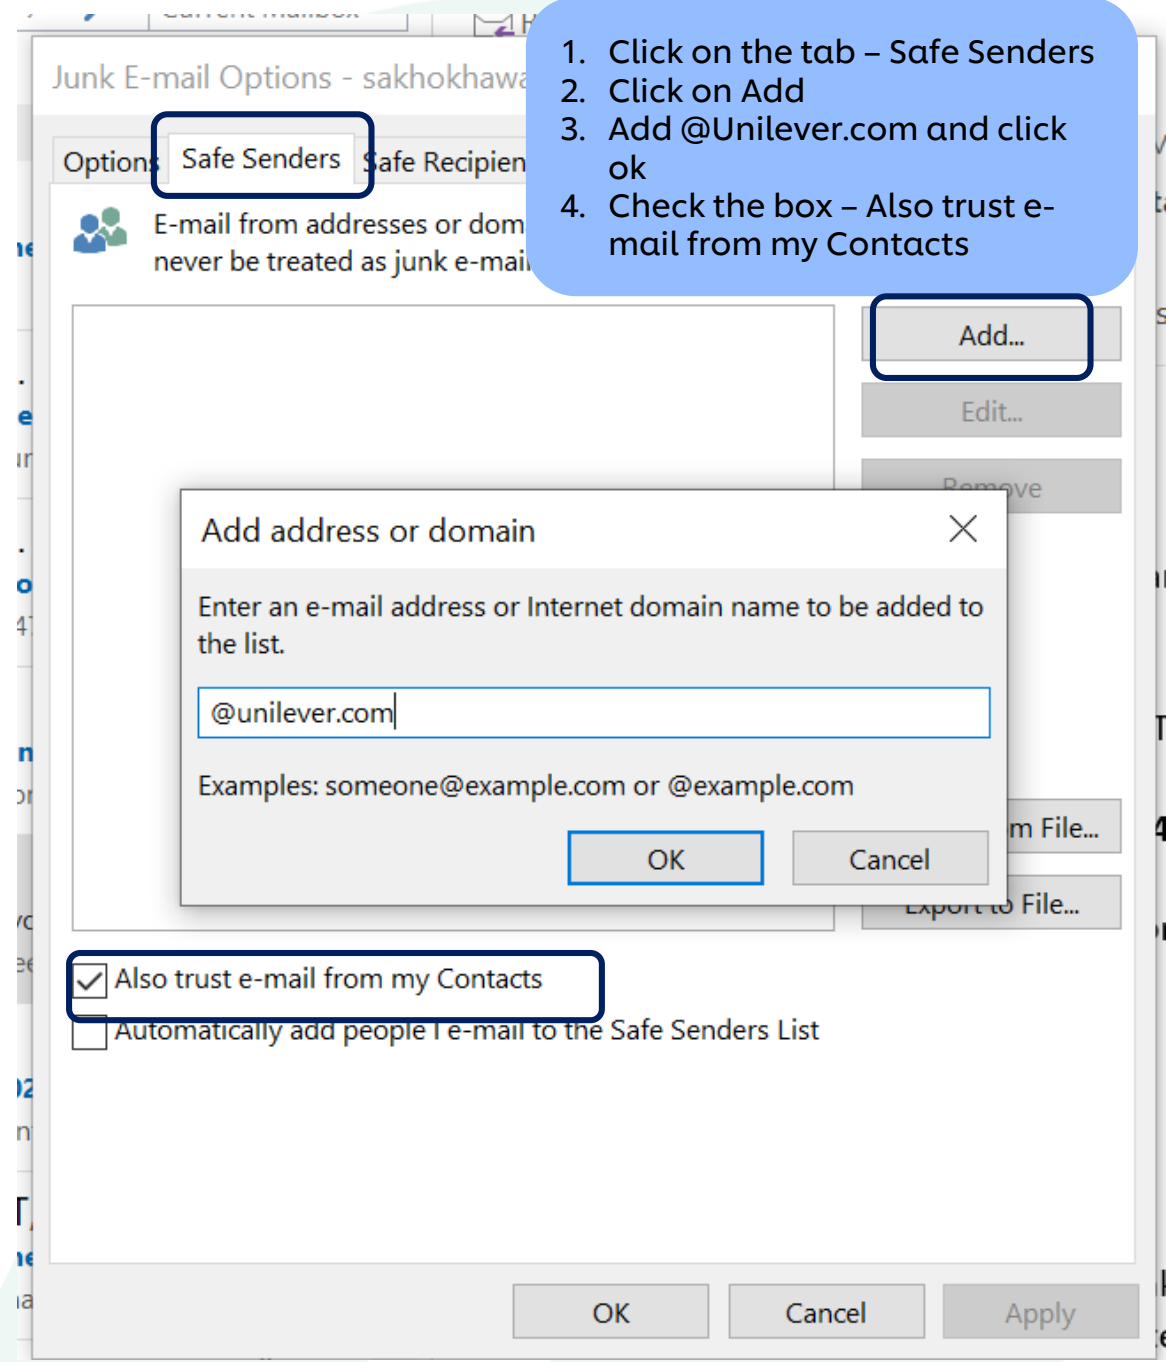 Junk E-mail Options -
1. Click on the tab – Safe Senders
2. Click on Add
3. Add @Unilever.com and click
ok
4. Check the box – Also trust e-
mail from my Contacts
Options Safe Senders Safe
E-mail from addresses or
never be treated as junk
Add...
Edit...
Remove
Add address or domain
Enter an e-mail address or Internet domain name to be added to
the list.
@unilever.com
Examples: someone@example.com or @example.com
OK Cancel
File...
Export to File...
Also trust e-mail from my Contacts
Automatically add people I e-mail to the Safe Senders List
OK Cancel Apply